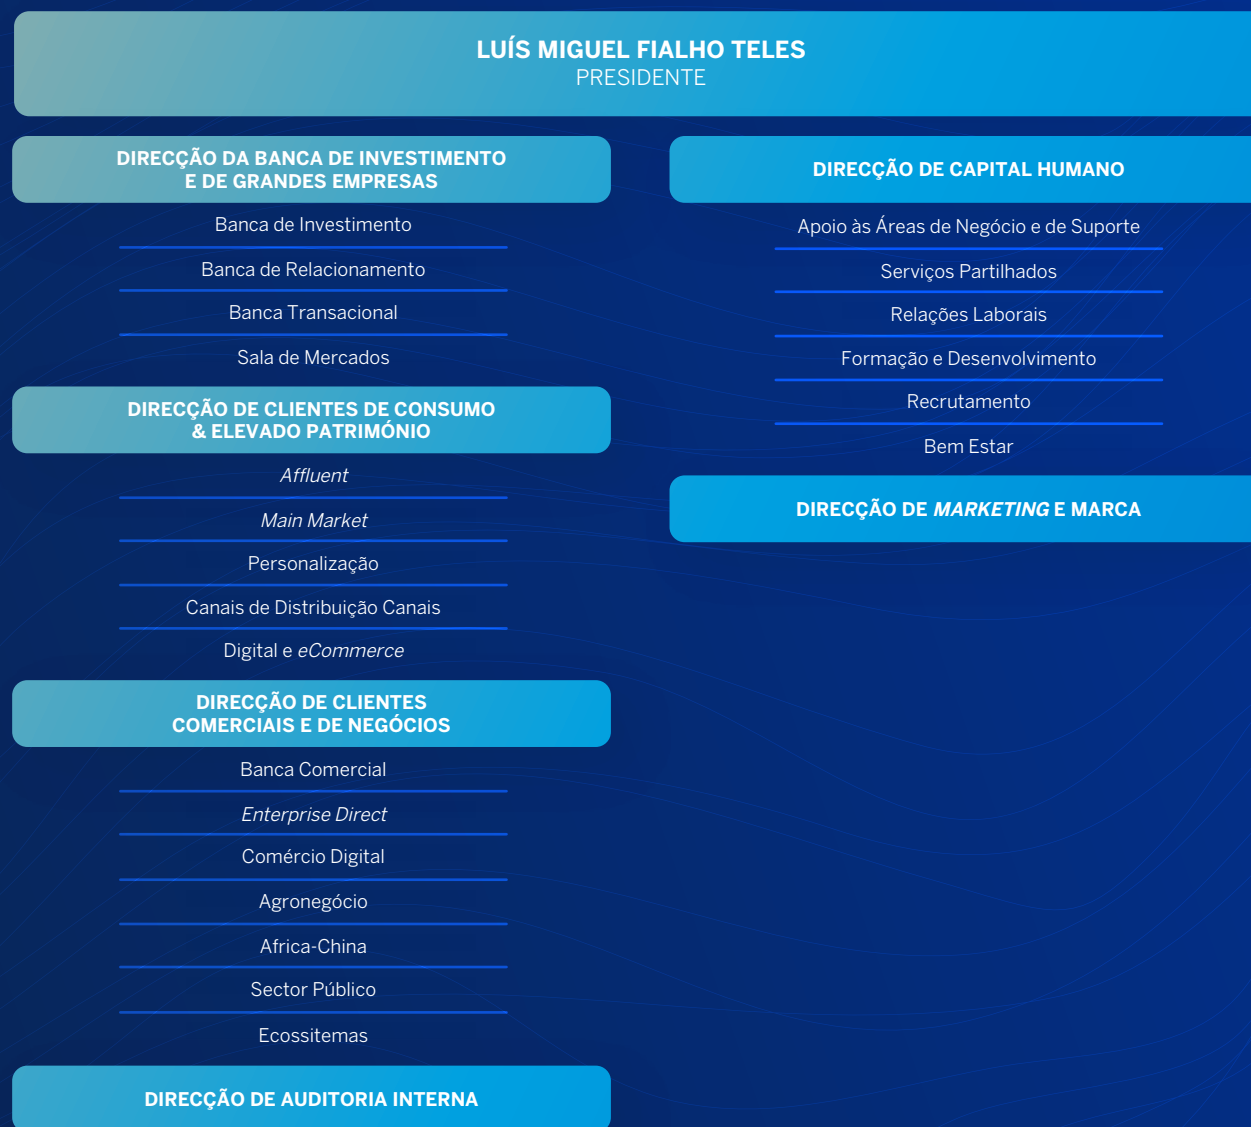 LUÍS MIGUEL FIALHO TELES
PRESIDENTE
DIRECÇÃO DA BANCA DE INVESTIMENTO
E DE GRANDES EMPRESAS
Banca de Investimento
Banca de Relacionamento
Banca Transacional
Sala de Mercados
DIRECÇÃO DE CLIENTES DE CONSUMO
& ELEVADO PATRIMÓNIO
Affluent
Main Market
Personalização
Canais de Distribuição Canais
Digital e eCommerce
DIRECÇÃO DE CLIENTES
COMERCIAIS E DE NEGÓCIOS
Banca Comercial
Enterprise Direct
Comércio Digital
Agronegócio
Africa-China
Sector Público
Ecossitemas
DIRECÇÃO DE AUDITORIA INTERNA
DIRECÇÃO DE CAPITAL HUMANO
Apoio às Áreas de Negócio e de Suporte
Serviços Partilhados
Relações Laborais
Formação e Desenvolvimento
Recrutamento
Bem Estar
DIRECÇÃO DE MARKETING E MARCA